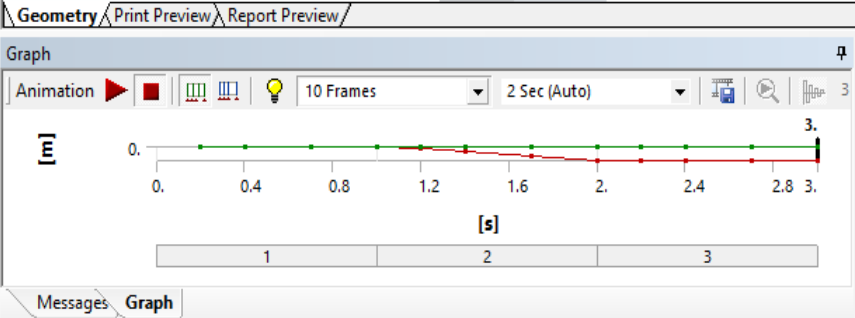 Geometry Print Preview Report Preview
Graph
Animation 10 Frames 2 Sec (Auto) 3
3.
[m]
0.
0. 0.4 0.8 1.2 1.6 2. 2.4 2.8 3.
[s]
1 2 3
Messages Graph